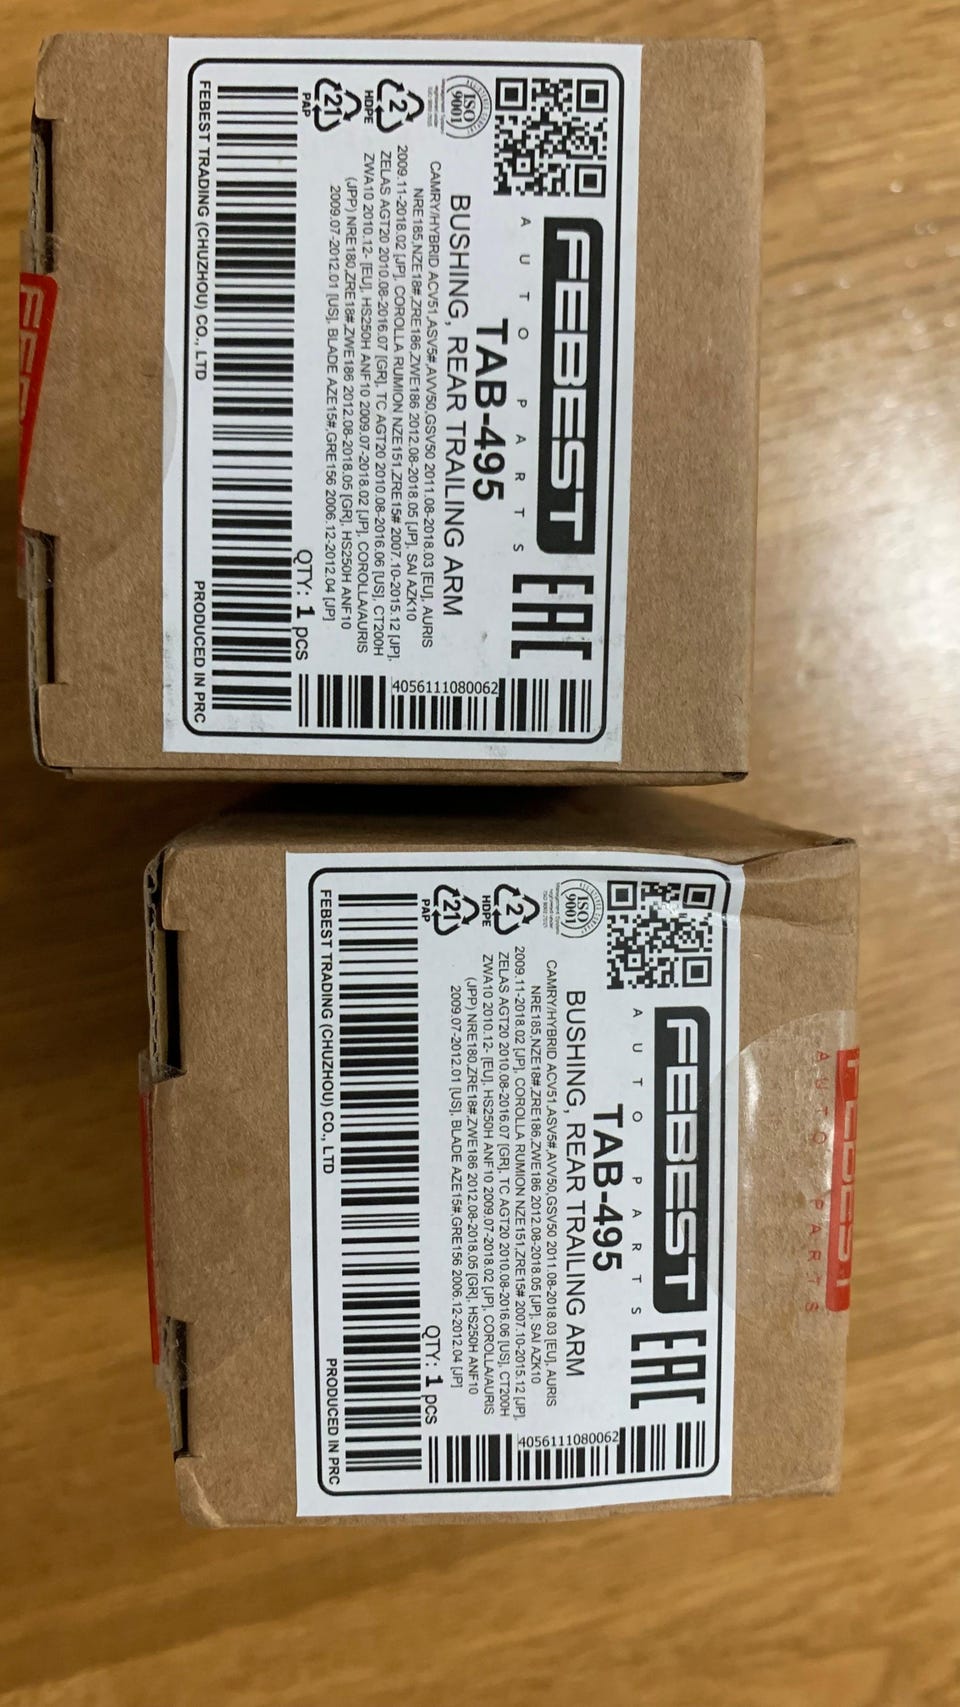 FEBEST
AUTO PARTS
EAC
TAB-495
BUSHING, REAR TRAILING ARM
ISO
9001
CAMRY/HYBRID ACV51,ASV5#,AVV50,GSV50 2011.08-2018.03 [EU], AURIS
NRE185,NZE18#,ZRE186,ZWE186 2012.08-2018.05 [JP], SAI AZK10
2009.11-2018.02 [JP], COROLLA RUMION NZE151,ZRE15# 2007.10-2015.12 [JP],
ZELAS AGT20 2010.08-2016.07 [GR], TC AGT20 2010.08-2016.06 [US], CT200H
ZWA10 2010.12- [EU], HS250H ANF10 2009.07-2018.02 [JP], COROLLA/AURIS
(JPP) NRE180,ZRE18#,ZWE186 2012.08-2018.05 [GR], HS250H ANF10
2009.07-2012.01 [US], BLADE AZE15#,GRE156 2006.12-2012.04 [JP]
2
HDPE
21
PAP
QTY: 1 pcs
4056111080062
FEBEST TRADING (CHUZHOU) CO., LTD
PRODUCED IN PRC
FEBEST
AUTO PARTS
FEBEST
AUTO PARTS
EAC
TAB-495
BUSHING, REAR TRAILING ARM
ISO
9001
CAMRY/HYBRID ACV51,ASV5#,AVV50,GSV50 2011.08-2018.03 [EU], AURIS
NRE185,NZE18#,ZRE186,ZWE186 2012.08-2018.05 [JP], SAI AZK10
2009.11-2018.02 [JP], COROLLA RUMION NZE151,ZRE15# 2007.10-2015.12 [JP],
ZELAS AGT20 2010.08-2016.07 [GR], TC AGT20 2010.08-2016.06 [US], CT200H
ZWA10 2010.12- [EU], HS250H ANF10 2009.07-2018.02 [JP], COROLLA/AURIS
(JPP) NRE180,ZRE18#,ZWE186 2012.08-2018.05 [GR], HS250H ANF10
2009.07-2012.01 [US], BLADE AZE15#,GRE156 2006.12-2012.04 [JP]
2
HDPE
21
PAP
QTY: 1 pcs
4056111080062
FEBEST TRADING (CHUZHOU) CO., LTD
PRODUCED IN PRC